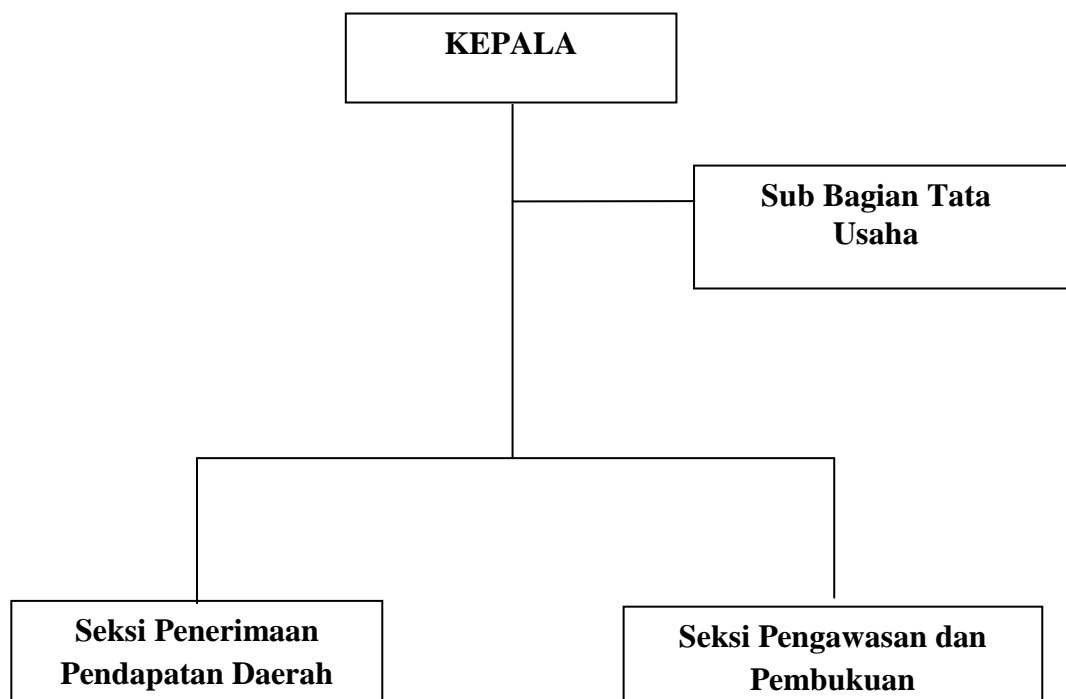 KEPALA
Sub Bagian Tata
Usaha
Seksi Penerimaan
Pendapatan Daerah
Seksi Pengawasan dan
Pembukuan